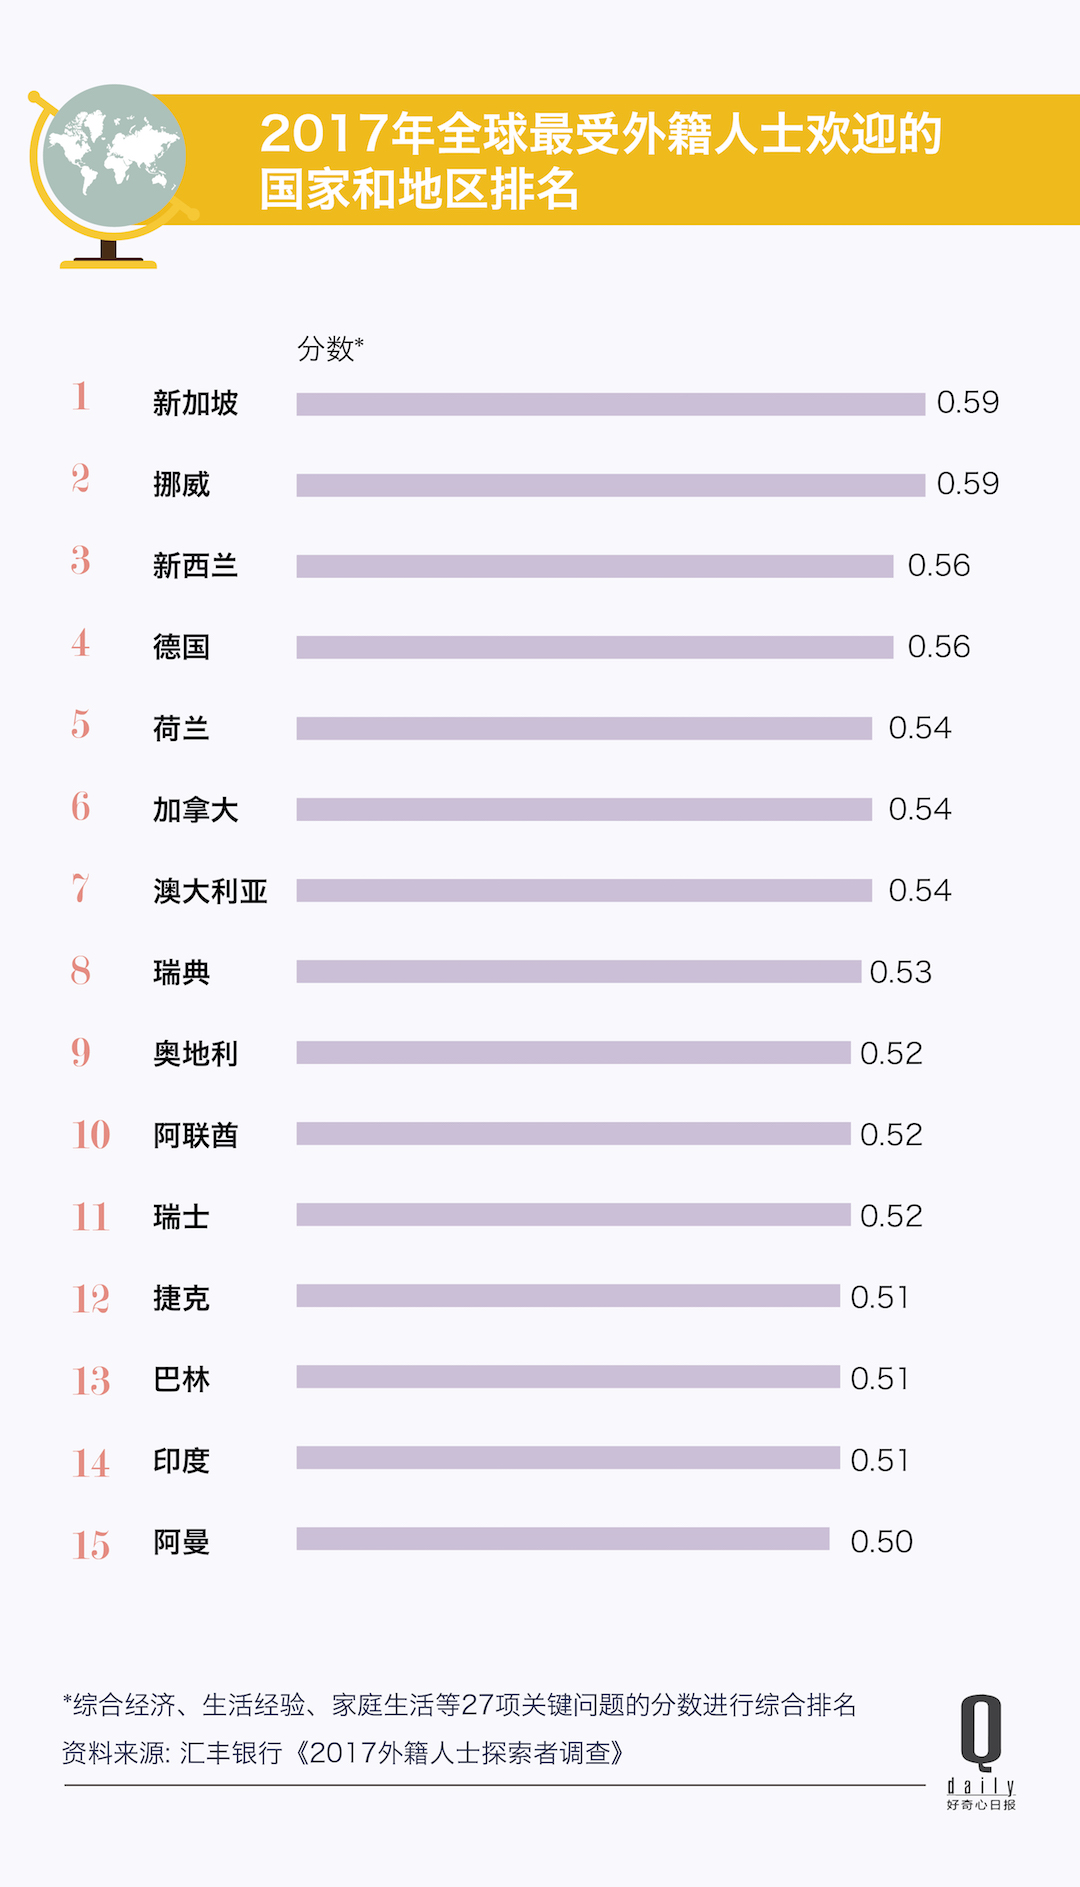 2017年全球最受外籍人士欢迎的
国家和地区排名
分数*
1 新加坡 0.59
2 挪威 0.59
3 新西兰 0.56
4 德国 0.56
5 荷兰 0.54
6 加拿大 0.54
7 澳大利亚 0.54
8 瑞典 0.53
9 奥地利 0.52
10 阿联酋 0.52
11 瑞士 0.52
12 捷克 0.51
13 巴林 0.51
14 印度 0.51
15 阿曼 0.50
*综合经济、生活经验、家庭生活等27项关键问题的分数进行综合排名
资料来源: 汇丰银行《2017外籍人士探索者调查》
Q
daily
好奇心日报